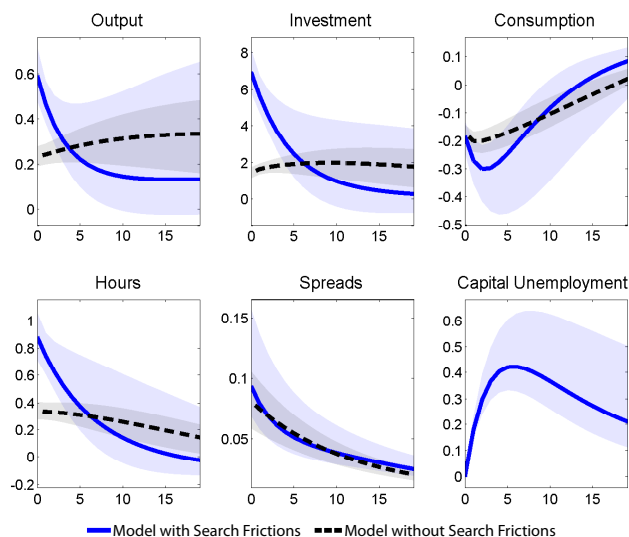 Output
Investment
Consumption
0.6
0.4
0.2
0
0 5 10 15
8
6
4
2
0
0 5 10 15
0.1
0
-0.1
-0.2
-0.3
-0.4
-0.5
0 5 10 15
Hours
Spreads
Capital Unemployment
1
0.8
0.6
0.4
0.2
0
-0.2
0 5 10 15
0.15
0.1
0.05
0 5 10 15
0.6
0.5
0.4
0.3
0.2
0.1
0
0 5 10 15
Model with Search Frictions Model without Search Frictions